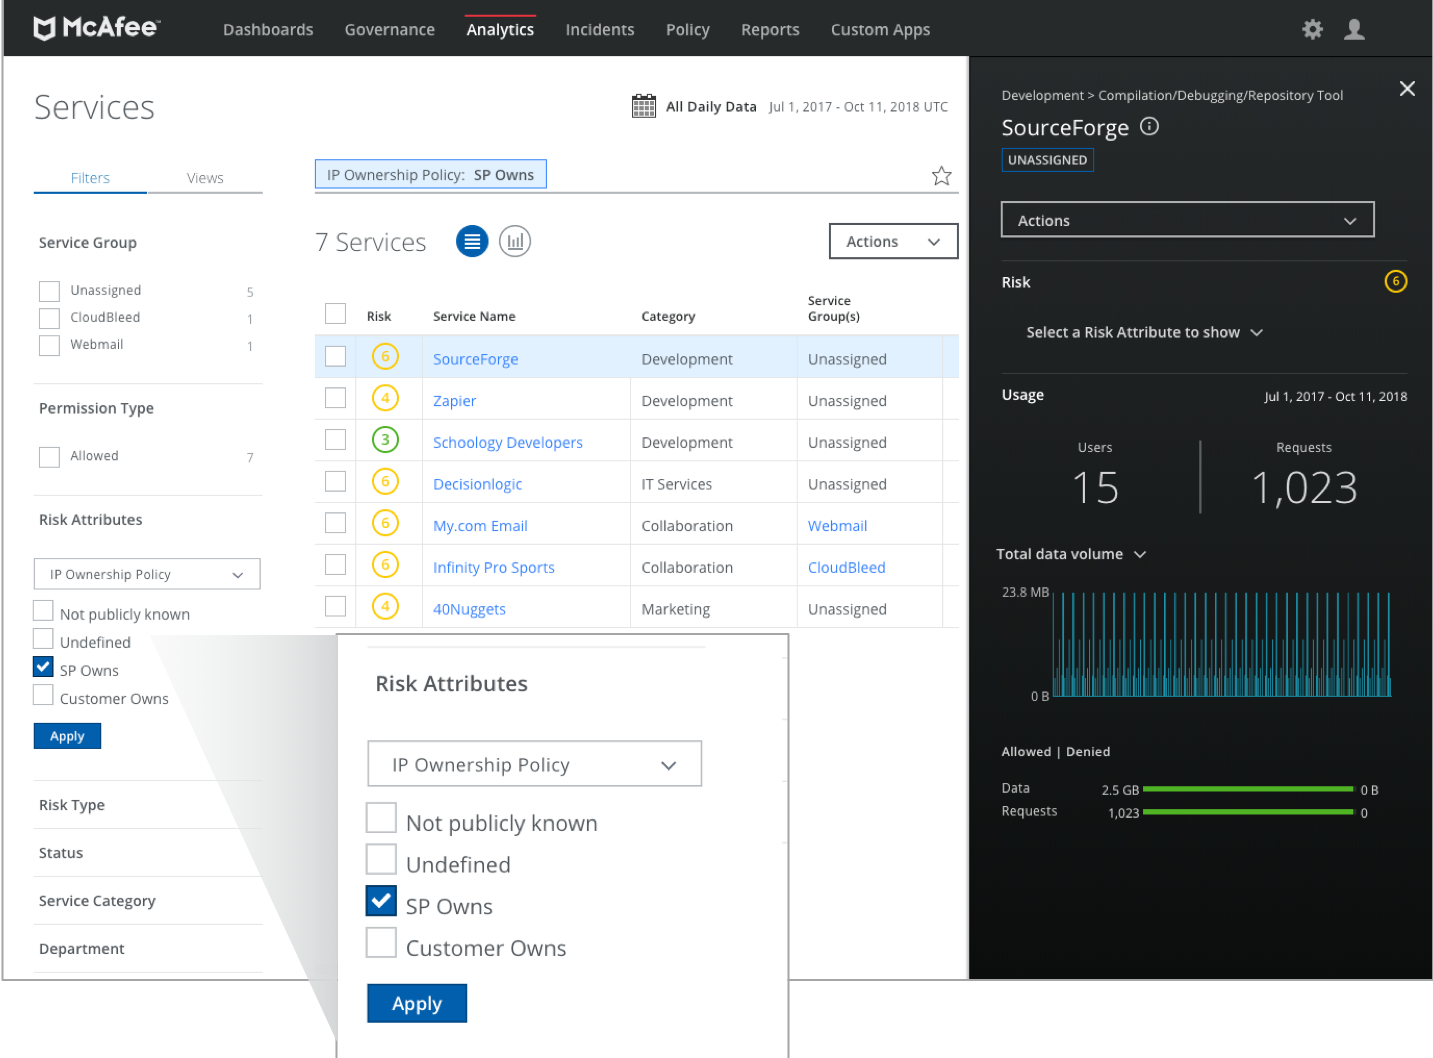 McAfee™
Dashboards Governance Analytics Incidents Policy Reports Custom Apps
Services
All Daily Data Jul 1, 2017 - Oct 11, 2018 UTC
Filters Views
IP Ownership Policy: SP Owns
Service Group
Unassigned 5
CloudBleed 1
Webmail 1
Permission Type
Allowed 7
Risk Attributes
IP Ownership Policy
Not publicly known
Undefined
SP Owns
Customer Owns
Apply
Risk Type
Status
Service Category
Department
7 Services
Actions
Risk Service Name Category Service Group(s)
6 SourceForge Development Unassigned
4 Zapier Development Unassigned
3 Schoology Developers Development Unassigned
6 Decisionlogic IT Services Unassigned
6 My.com Email Collaboration Webmail
6 Infinity Pro Sports Collaboration CloudBleed
4 40Nuggets Marketing Unassigned
Risk Attributes
IP Ownership Policy
Not publicly known
Undefined
SP Owns
Customer Owns
Apply
Development > Compilation/Debugging/Repository Tool
SourceForge
UNASSIGNED
Actions
Risk 6
Select a Risk Attribute to show
Usage Jul 1, 2017 - Oct 11, 2018
Users Requests
15 1,023
Total data volume
23.8 MB
0 B
Allowed | Denied
Data 2.5 GB 0 B
Requests 1,023 0